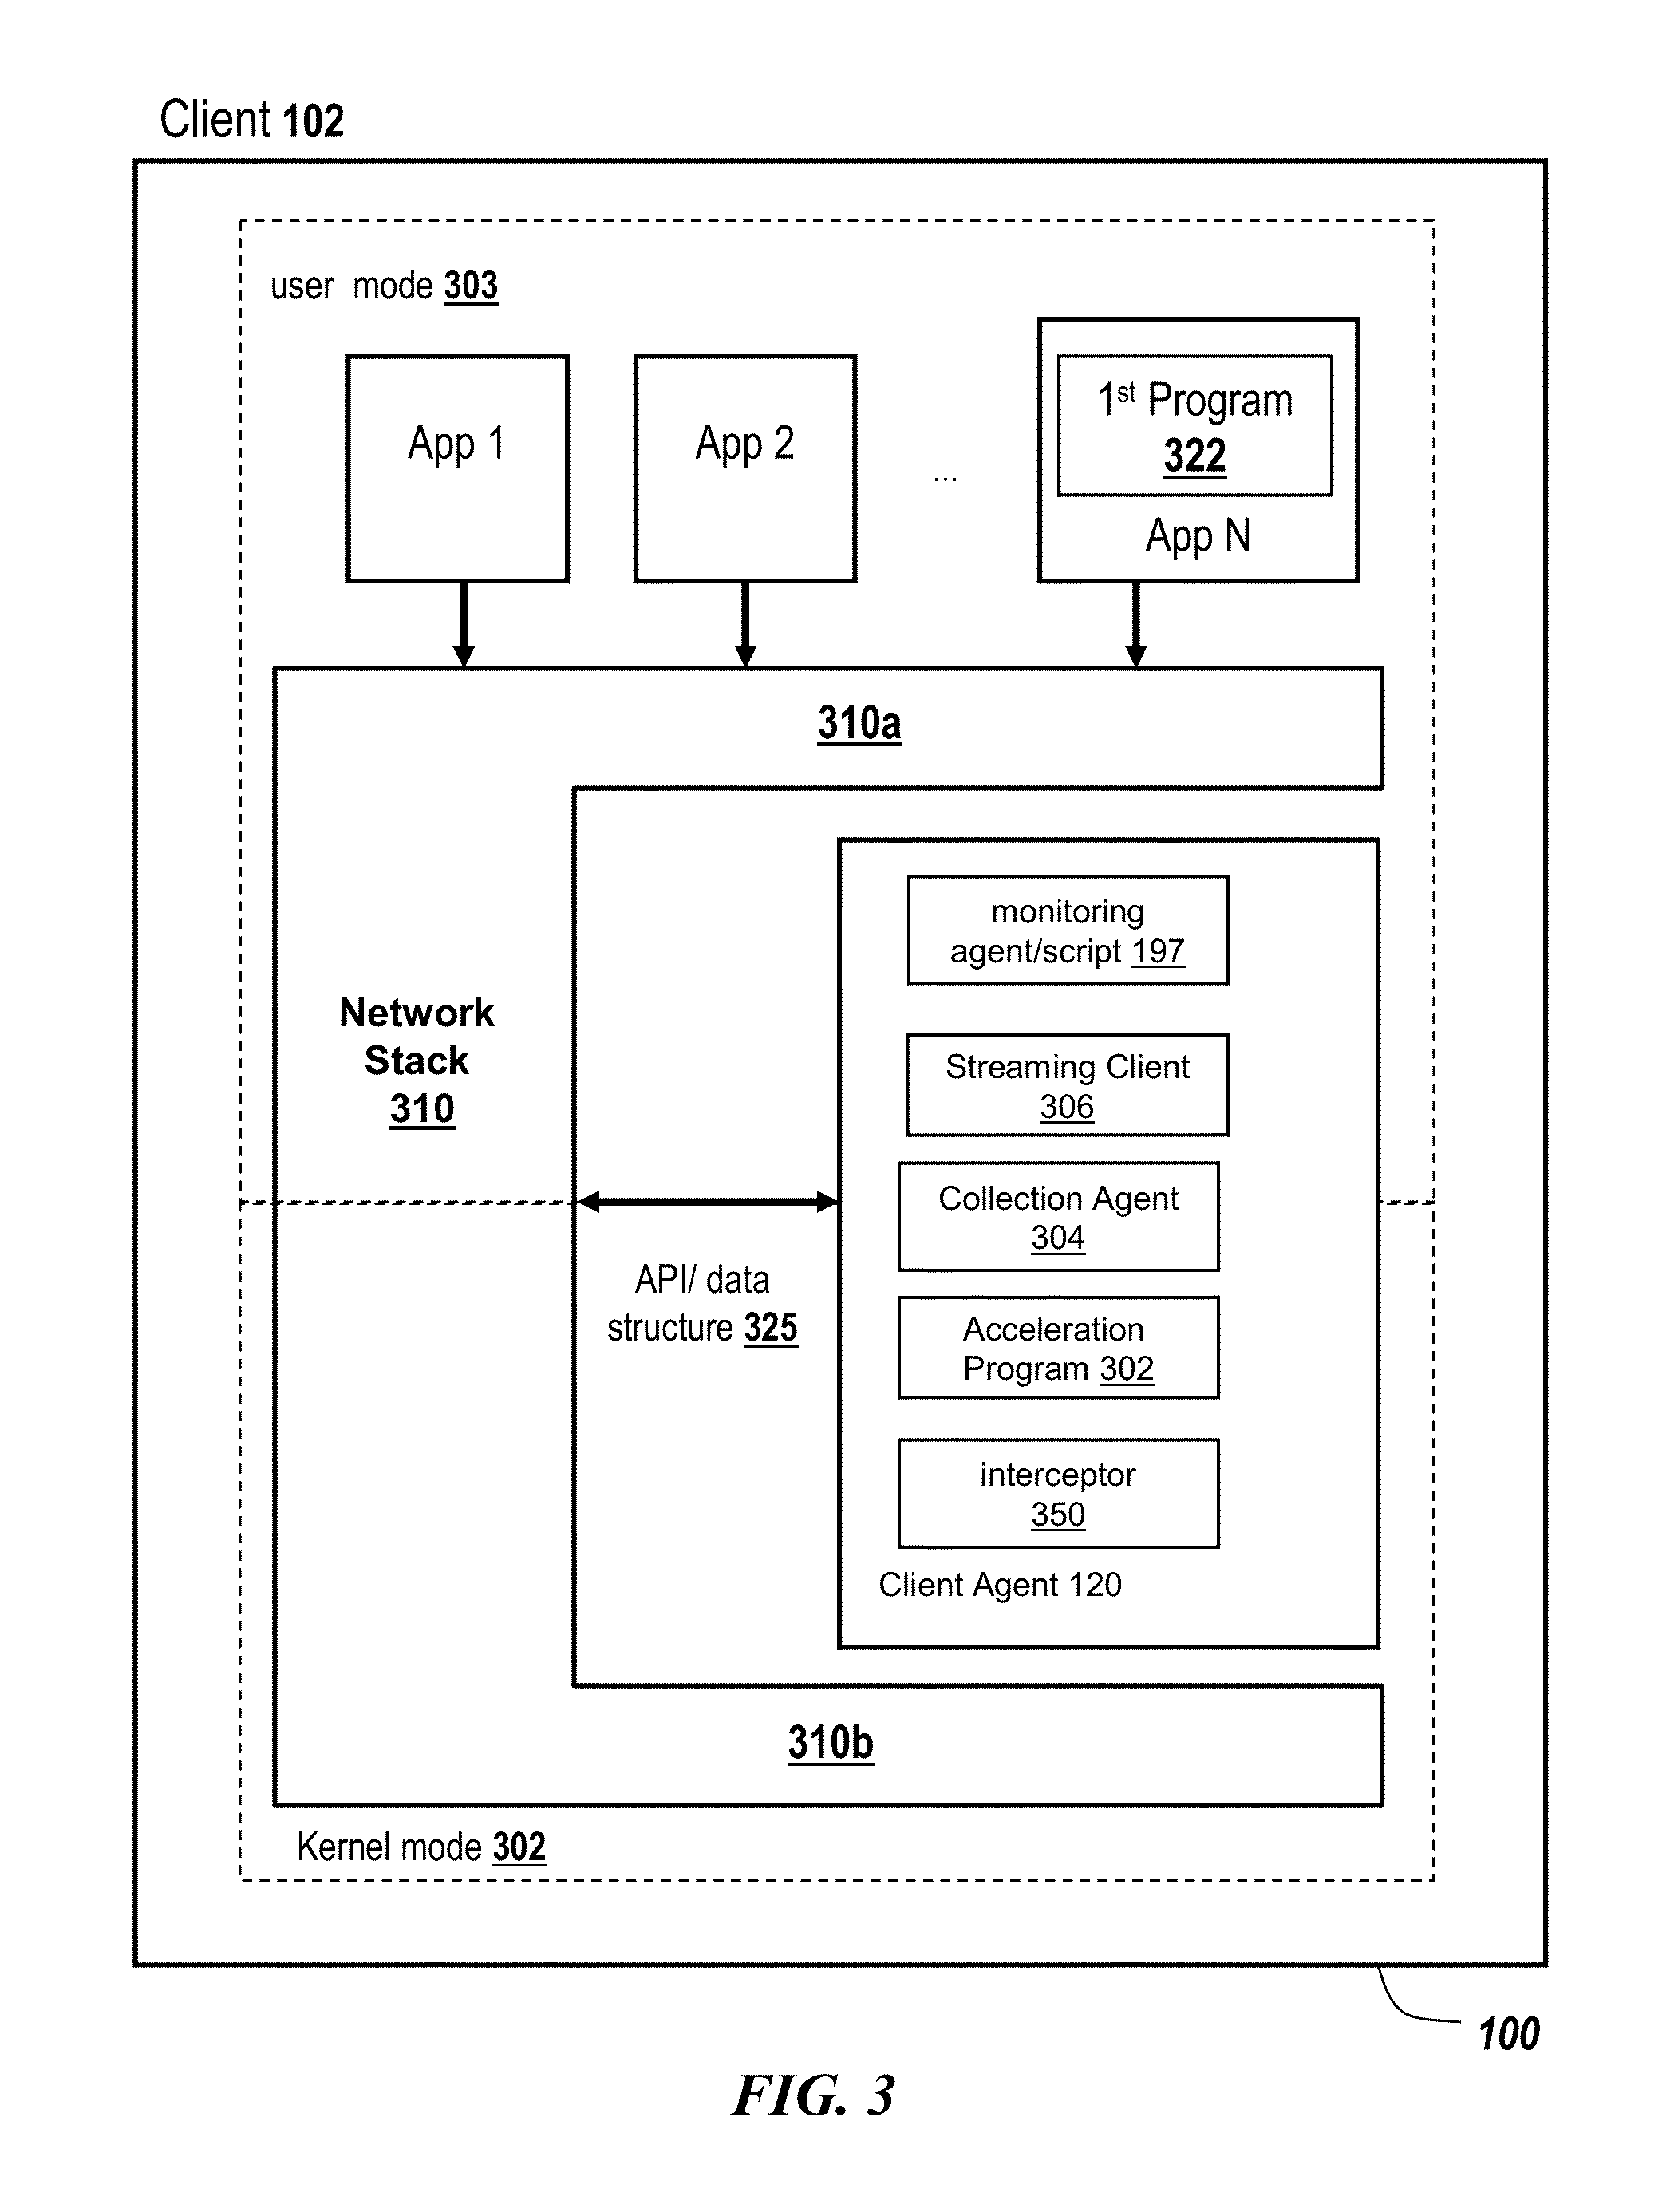 Client 102
user mode 303
App 1
App 2
...
1st Program
322
App N
310a
monitoring
agent/script 197
Streaming Client
306
Network
Stack
310
Collection Agent
304
API/ data
structure 325
Acceleration
Program 302
interceptor
350
Client Agent 120
310b
Kernel mode 302
100
FIG. 3